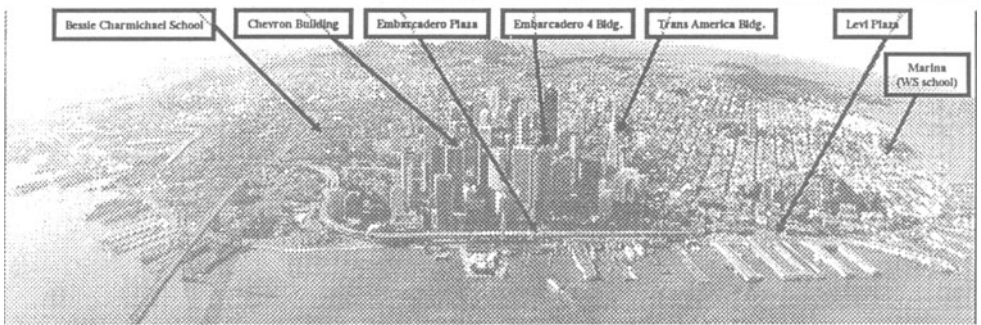 Bessie Charmichael School
Chevron Building
Embarcadero Plaza
Embarcadero 4 Bldg.
Trans America Bldg.
Levi Plaza
Marina
(WS school)